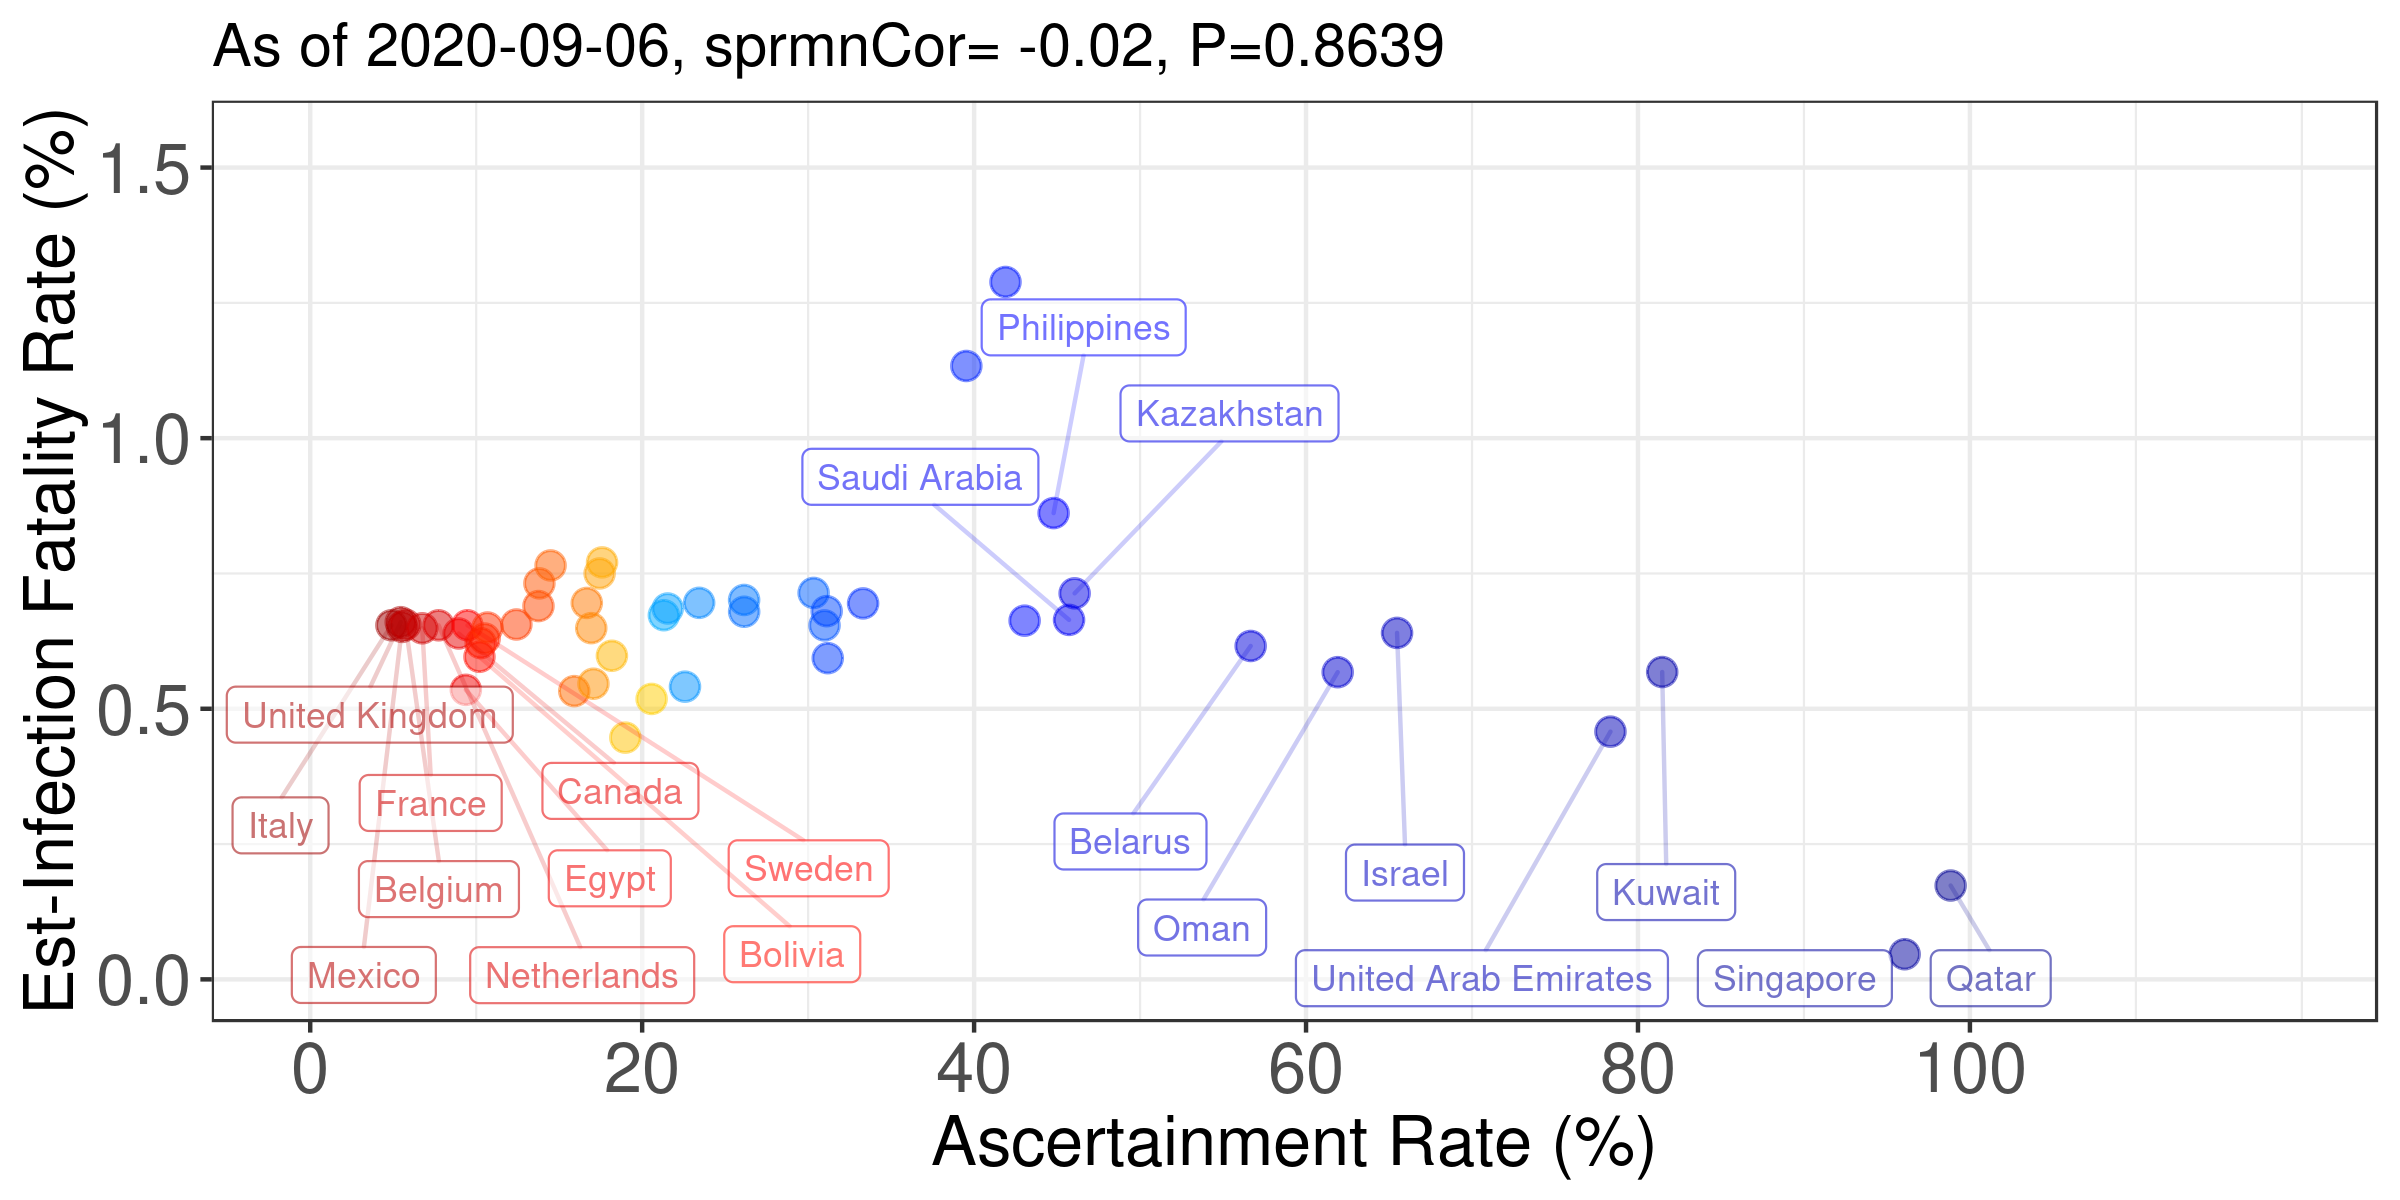 As of 2020-09-06, sprmnCor= -0.02, P=0.8639
Est-Infection Fatality Rate (%)
1.5
1.0
0.5
0.0
Philippines
Kazakhstan
Saudi Arabia
United Kingdom
Canada
France
Italy
Belarus
Sweden
Israel
Egypt
Belgium
Kuwait
Oman
Bolivia
Mexico
Netherlands
United Arab Emirates
Singapore
Qatar
0 20 40 60 80 100
Ascertainment Rate (%)